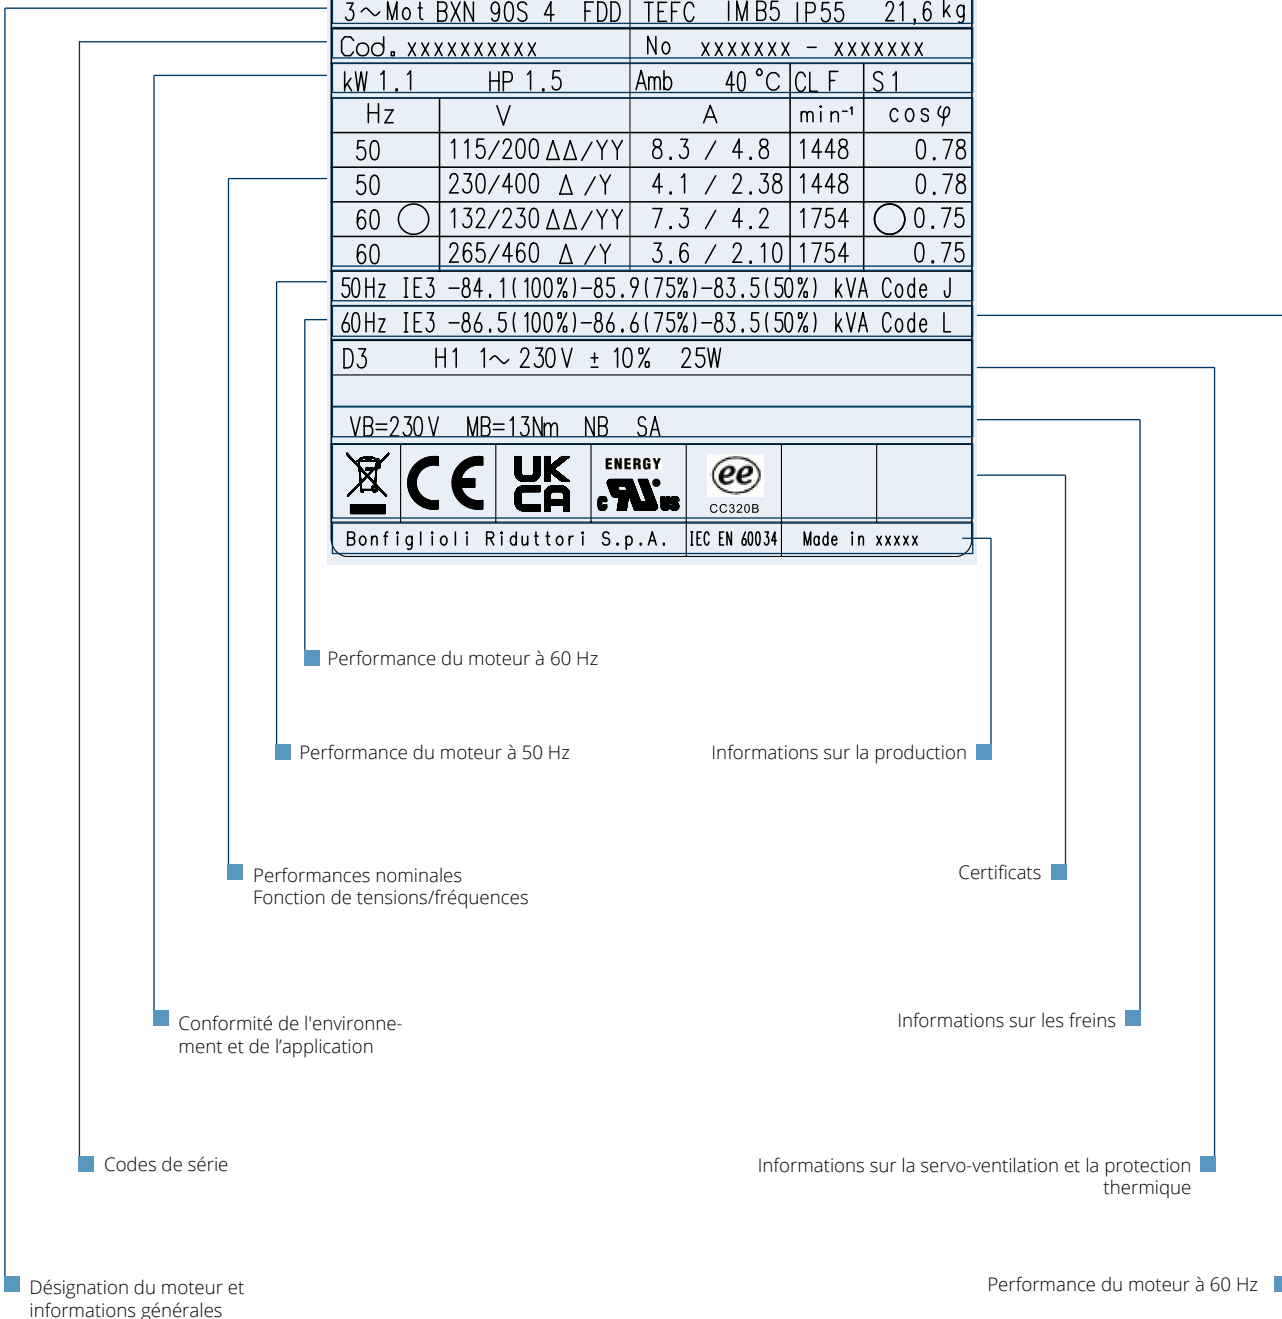 3~Mot BXN 90S 4 FDD TEFC IM B5 IP55 21,6 kg
Cod. xxxxxxxxxx No xxxxxxx - xxxxxxx
kW 1.1 HP 1.5 Amb 40 °C CL F S1
Hz V A min⁻¹ cosφ
50 115/200 ΔΔ/YY 8.3 / 4.8 1448 0.78
50 230/400 Δ /Y 4.1 / 2.38 1448 0.78
60 132/230 ΔΔ/YY 7.3 / 4.2 1754 0.75
60 265/460 Δ /Y 3.6 / 2.10 1754 0.75
50Hz IE3 -84.1(100%)-85.9(75%)-83.5(50%) kVA Code J
60Hz IE3 -86.5(100%)-86.6(75%)-83.5(50%) kVA Code L
D3 H1 1~ 230V ± 10% 25W
VB=230V MB=13Nm NB SA
CE UK CA ENERGY c RU us ee
CC320B
Bonfiglioli Riduttori S.p.A. IEC EN 60034 Made in xxxxx
Performance du moteur à 60 Hz
Performance du moteur à 50 Hz
Informations sur la production
Performances nominales
Fonction de tensions/fréquences
Certificats
Conformité de l'environne-
ment et de l’application
Informations sur les freins
Codes de série
Informations sur la servo-ventilation et la protection
thermique
Désignation du moteur et
informations générales
Performance du moteur à 60 Hz